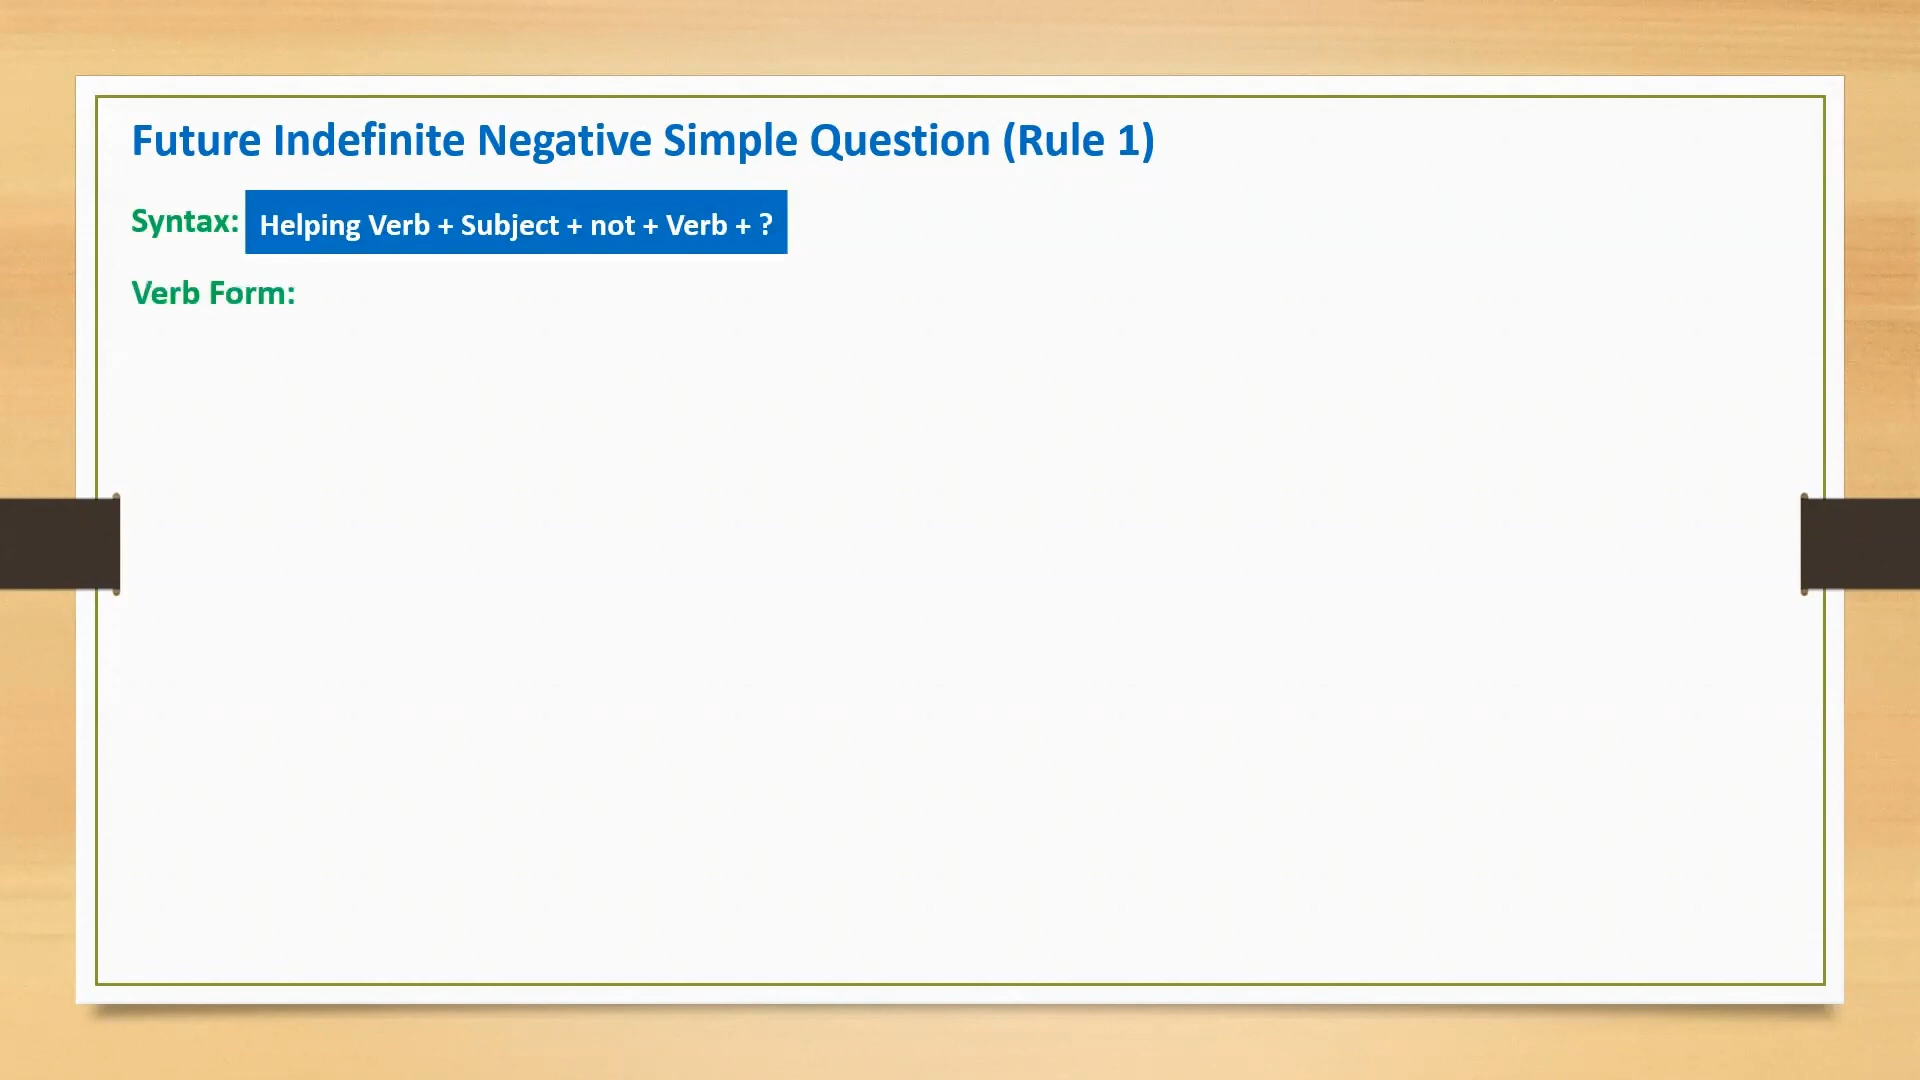 Future Indefinite Negative Simple Question (Rule 1)
Syntax: Helping Verb + Subject + not + Verb + ?
Verb Form: